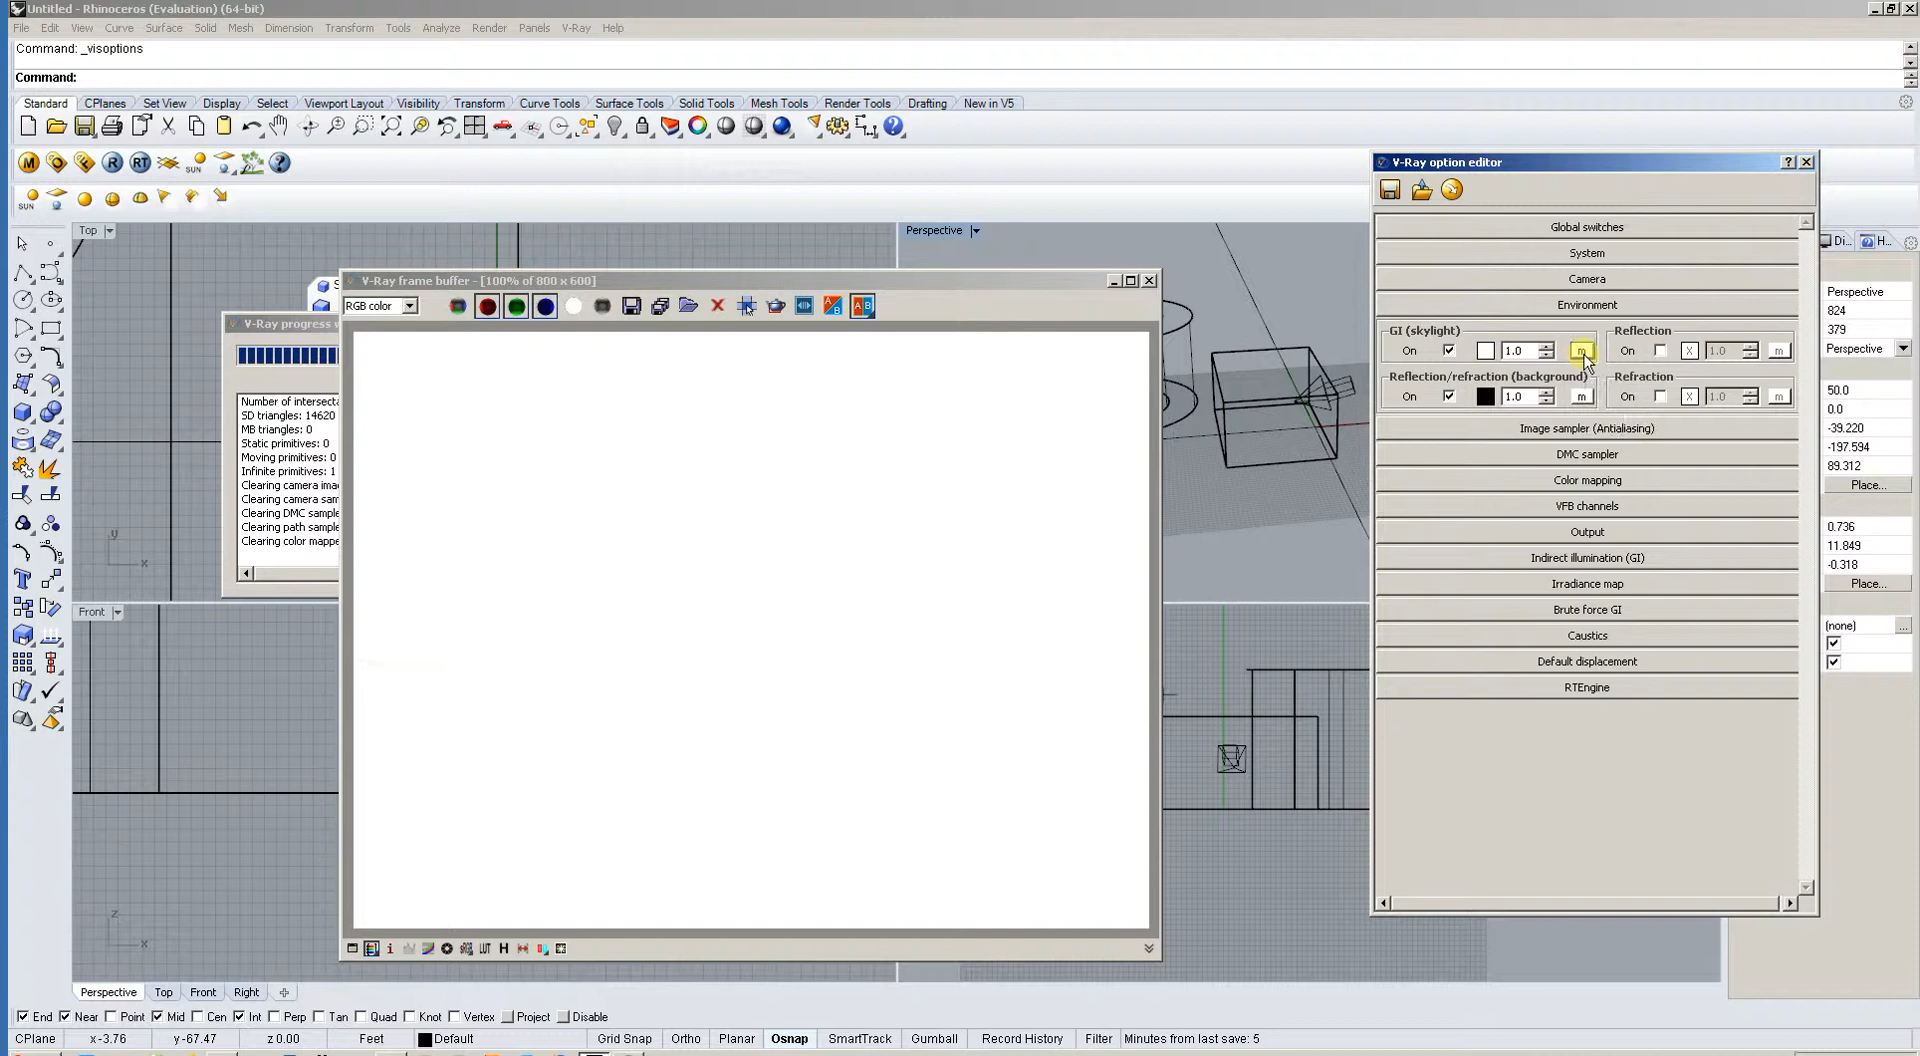 Untitled - Rhinoceros (Evaluation) (64-bit)
File Edit View Curve Surface Solid Mesh Dimension Transform Tools Analyze Render Panels V-Ray Help
Command: _visoptions
Command:
Standard CPlanes Set View Display Select Viewport Layout Visibility Transform Curve Tools Surface Tools Solid Tools Mesh Tools Render Tools Drafting New in V5
M O F R RT SUN
SUN
Top
Perspective
V-Ray option editor
Global switches
System
Camera
Environment
GI (skylight) Reflection
On 1.0 m On X 1.0 m
Reflection/refraction (background) Refraction
On 1.0 m On X 1.0 m
Image sampler (Antialiasing)
DMC sampler
Color mapping
VFB channels
Output
Indirect illumination (GI)
Irradiance map
Brute force GI
Caustics
Default displacement
RTEngine
V-Ray frame buffer - [100% of 800 x 600]
RGB color
V-Ray progress
SD triangles: 14620
MB triangles: 0
Static primitives: 0
Moving primitives: 0
Infinite primitives: 1
Clearing camera
Clearing camera
Clearing DMC
Clearing path
Clearing color
LUT H
y
x
Front
z
x
Di... H...
Perspective
824
379
Perspective
50.0
0.0
-39.220
-197.594
89.312
Place...
0.736
11.849
-0.318
Place...
(none) ...
Perspective Top Front Right
End Near Point Mid Cen Int Perp Tan Quad Knot Vertex Project Disable
CPlane x-3.76 y-67.47 z 0.00 Feet Default Grid Snap Ortho Planar Osnap SmartTrack Gumball Record History Filter Minutes from last save: 5